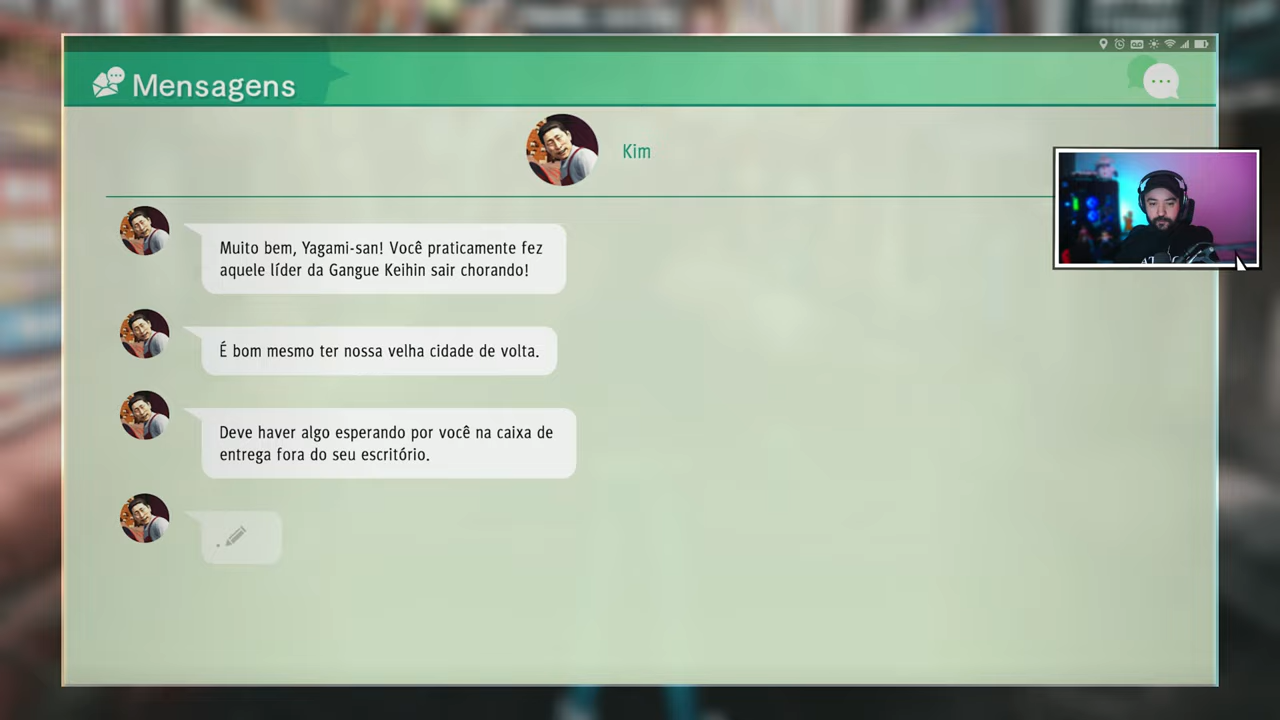 Mensagens
Kim
Muito bem, Yagami-san! Você praticamente fez
aquele líder da Gangue Keihin sair chorando!
É bom mesmo ter nossa velha cidade de volta.
Deve haver algo esperando por você na caixa de
entrega fora do seu escritório.